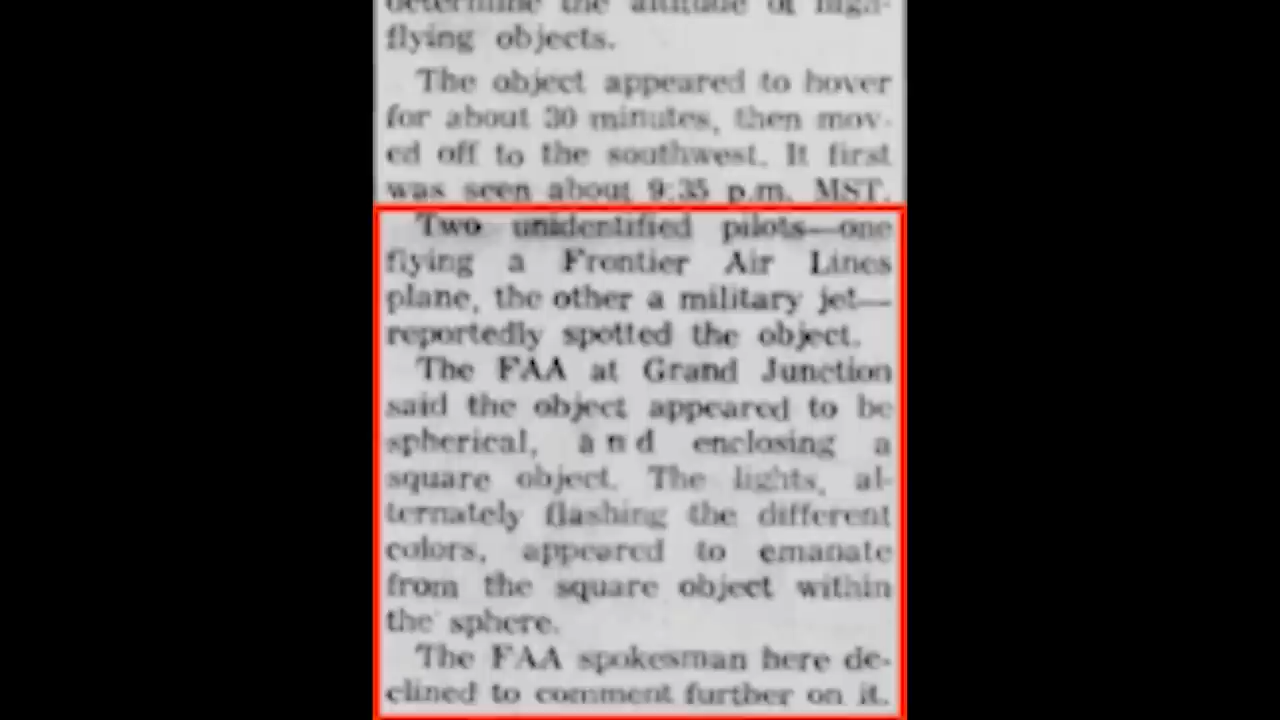 determine the altitude of high-
flying objects.
The object appeared to hover
for about 30 minutes, then mov-
ed off to the southwest. It first
was seen about 9:35 p.m. MST.
Two unidentified pilots—one
flying a Frontier Air Lines
plane, the other a military jet—
reportedly spotted the object.
The FAA at Grand Junction
said the object appeared to be
spherical, and enclosing a
square object. The lights, al-
ternately flashing the different
colors, appeared to emanate
from the square object within
the sphere.
The FAA spokesman here de-
clined to comment further on it.